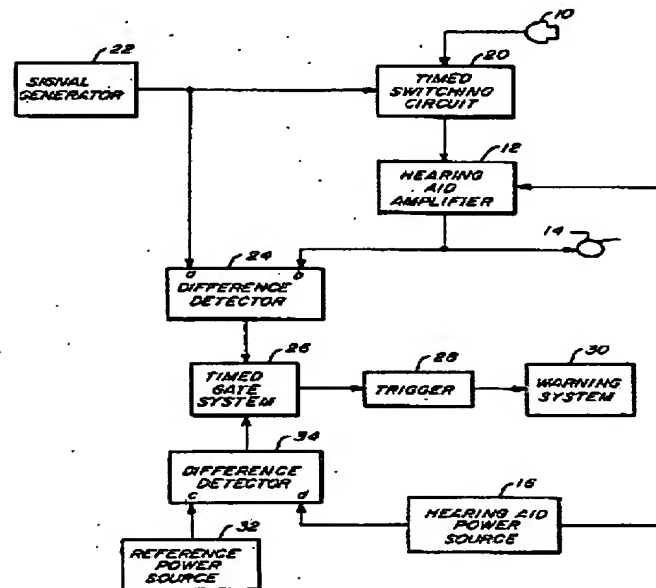 10
22
20
SIGNAL
GENERATOR
TIMED
SWITCHING
CIRCUIT
12
HEARING
AID
AMPLIFIER
14
24
a
b
DIFFERENCE
DETECTOR
26
28
30
TIMED
GATE
SYSTEM
TRIGGER
WARNING
SYSTEM
34
DIFFERENCE
DETECTOR
c
d
16
HEARING AID
POWER
SOURCE
32
REFERENCE
POWER
SOURCE